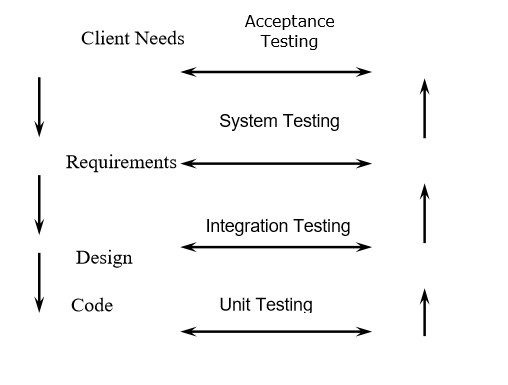 Client Needs
Acceptance
Testing
System Testing
Requirements
Integration Testing
Design
Code
Unit Testing